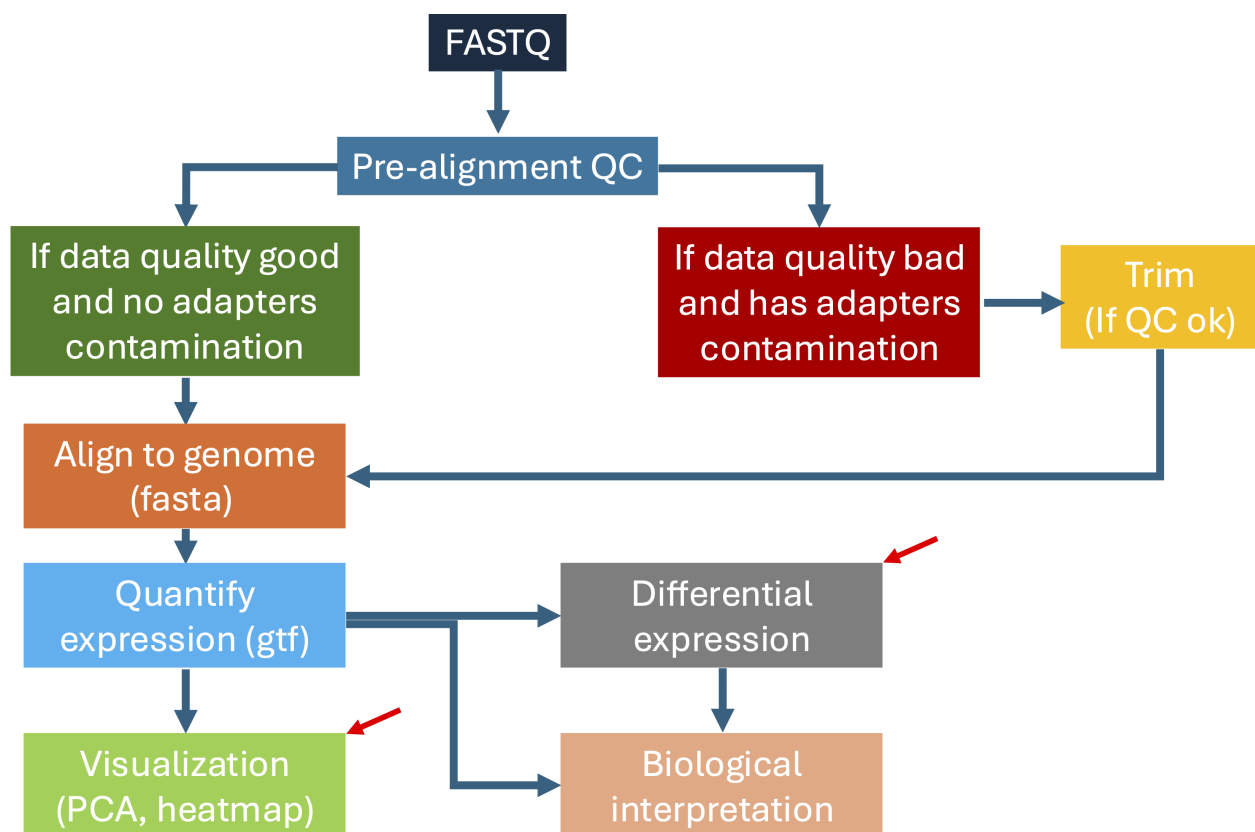 FASTQ
Pre-alignment QC
If data quality good
and no adapters
contamination
If data quality bad
and has adapters
contamination
Trim
(If QC ok)
Align to genome
(fasta)
Quantify
expression (gtf)
Differential
expression
Visualization
(PCA, heatmap)
Biological
interpretation